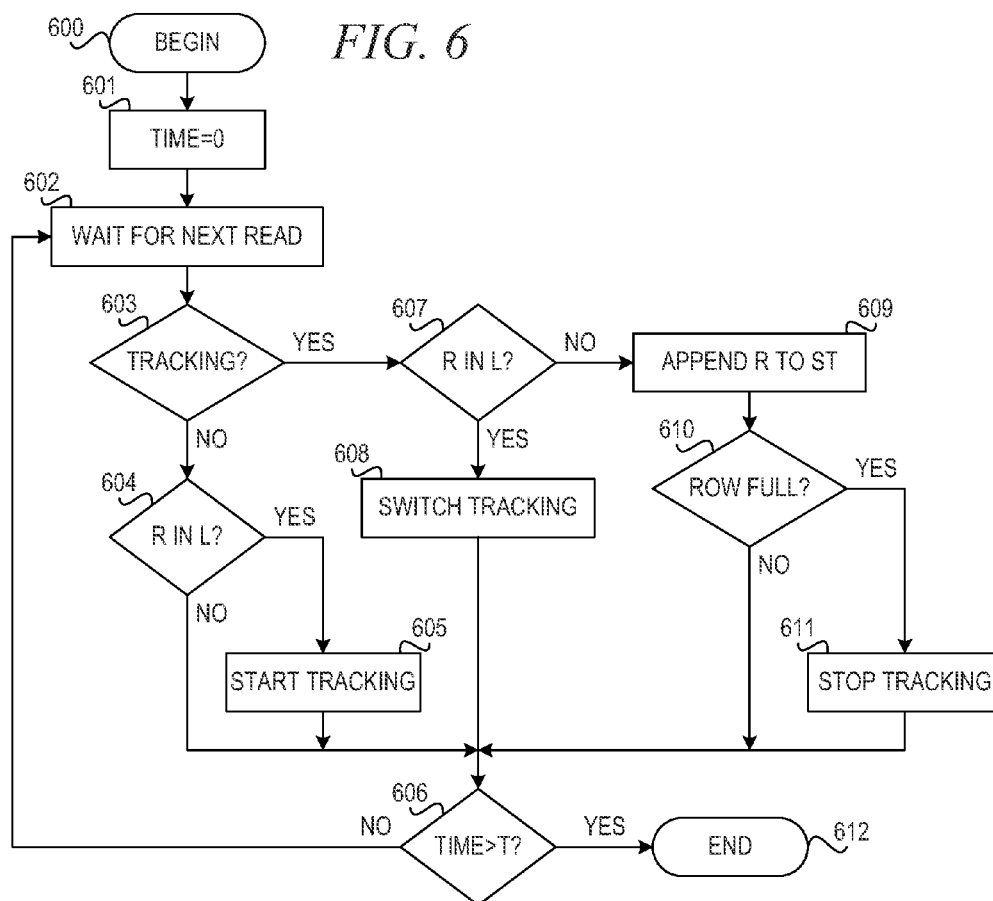 600
BEGIN
FIG. 6
601
TIME=0
602
WAIT FOR NEXT READ
603
TRACKING?
YES
607
R IN L?
NO
609
APPEND R TO ST
NO
YES
610
ROW FULL?
YES
604
R IN L?
YES
608
SWITCH TRACKING
NO
NO
605
START TRACKING
611
STOP TRACKING
606
NO
TIME>T?
YES
END
612